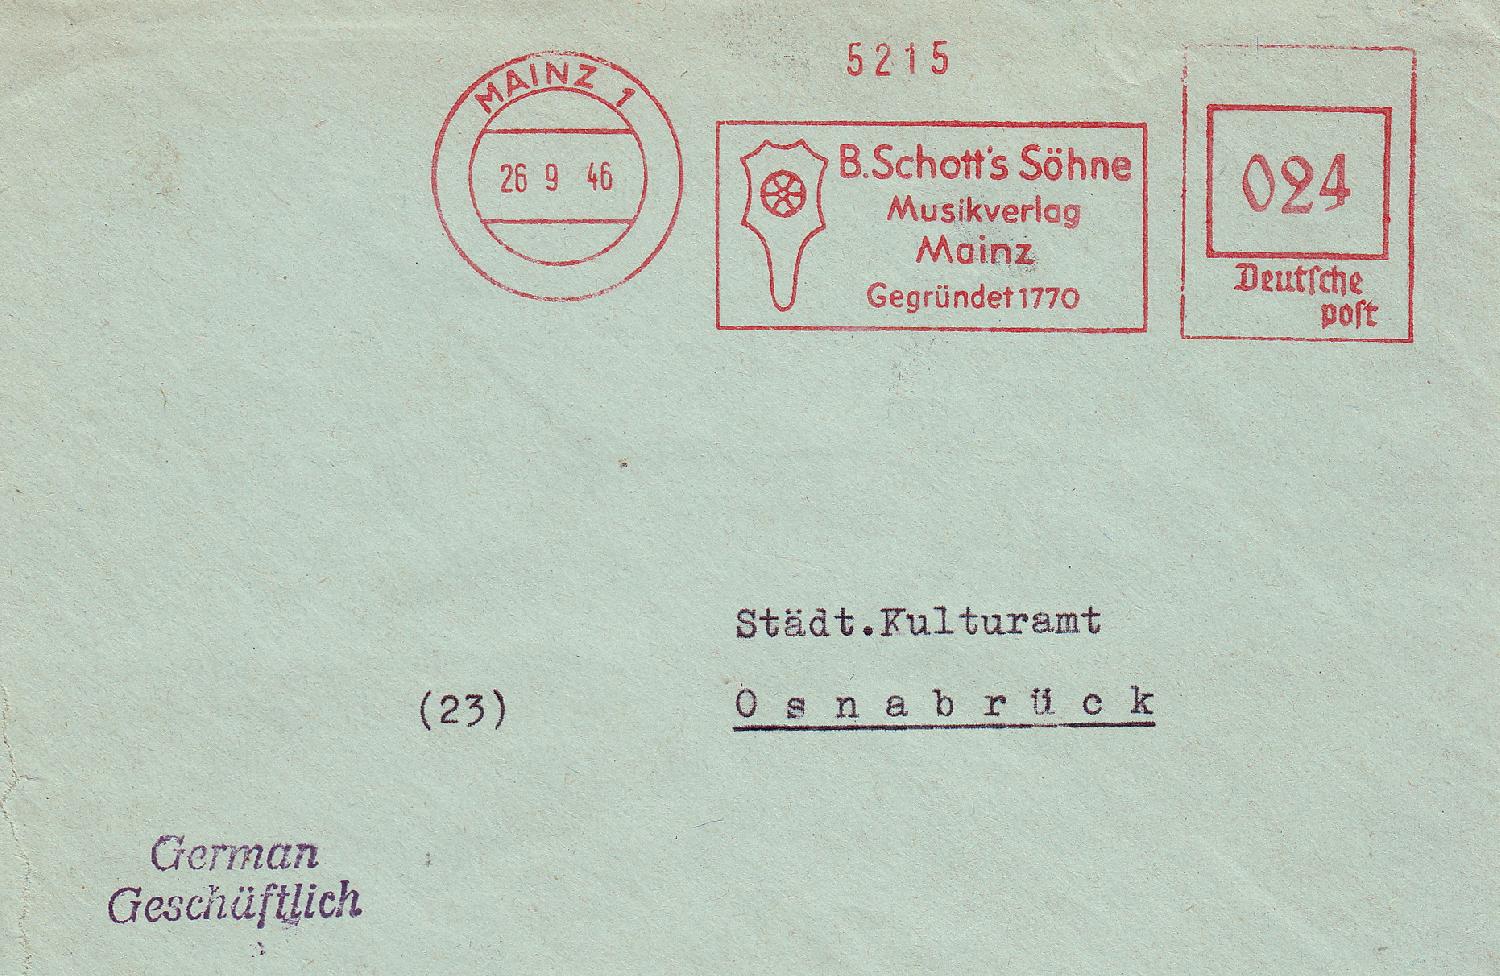 MAINZ 1
26 9 46
5215
B. Schott's Söhne
Musikverlag
Mainz
Gegründet 1770
024
Deutsche
post
Städt. Kulturamt
(23) Osnabrück
German
Geschäftlich